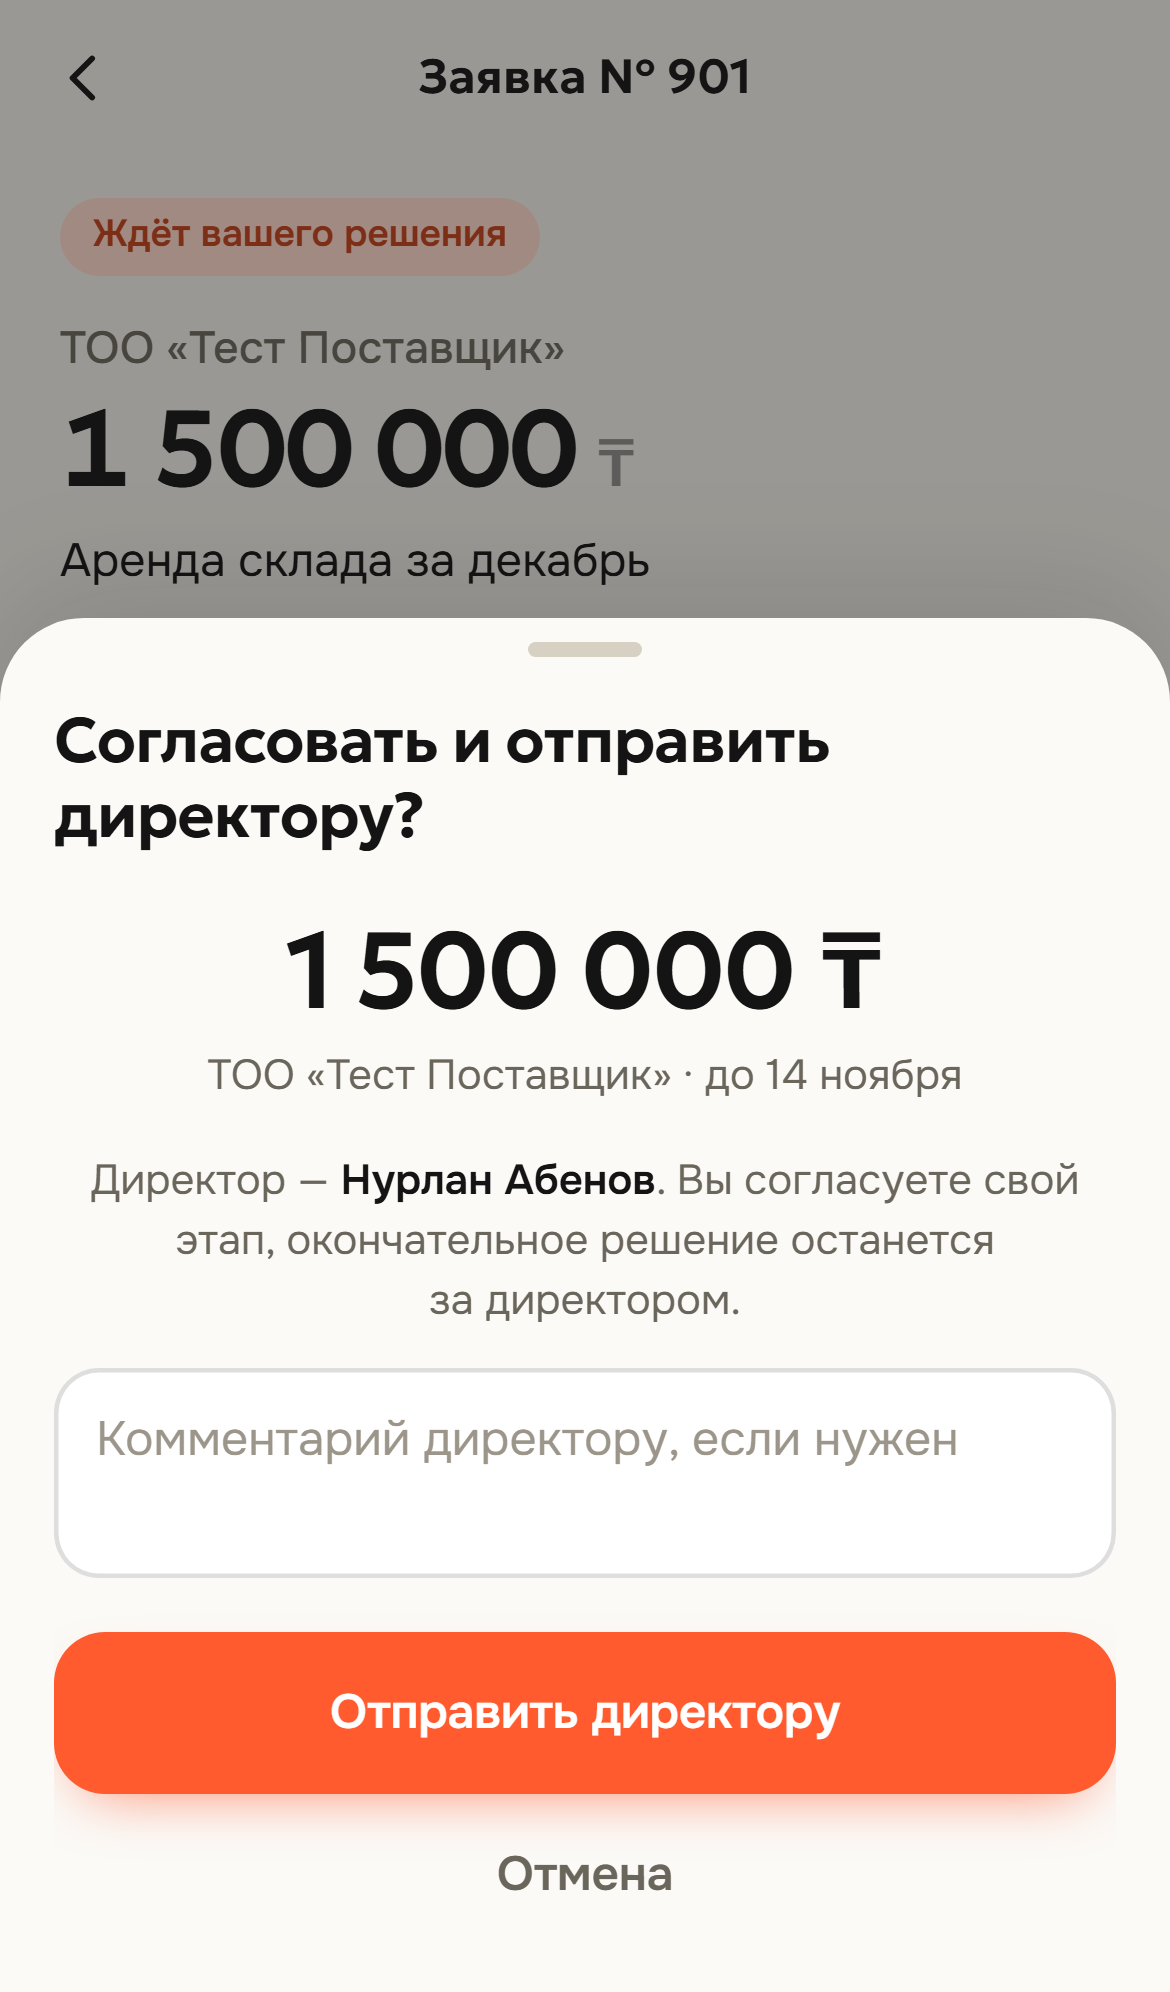 Заявка № 901
Ждёт вашего решения
ТОО «Тест Поставщик»
1 500 000 ₸
Аренда склада за декабрь
Согласовать и отправить
директору?
1 500 000 ₸
ТОО «Тест Поставщик» · до 14 ноября
Директор — Нурлан Абенов. Вы согласуете свой
этап, окончательное решение останется
за директором.
Комментарий директору, если нужен
Отправить директору
Отмена